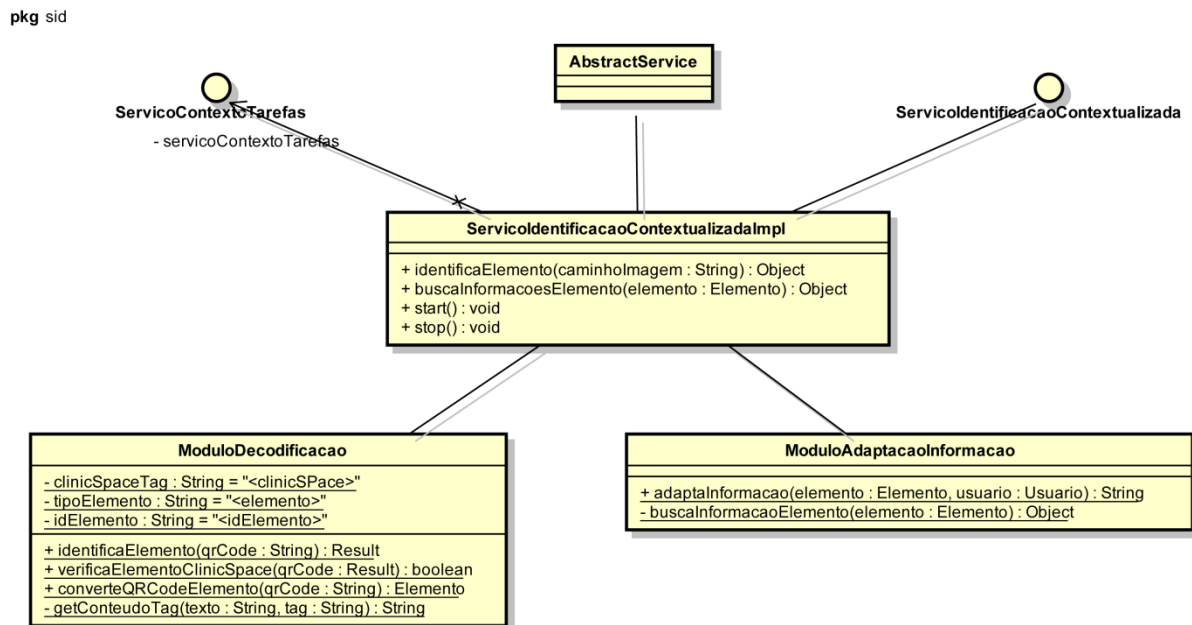 pkg sid
AbstractService
ServicoContextoTarefas
ServicoIdentificacaoContextualizada
- servicoContextoTarefas
ServicoIdentificacaoContextualizadaImpl
+ identificaElemento(caminhoImagem : String) : Object
+ buscaInformacoesElemento(elemento : Elemento) : Object
+ start() : void
+ stop() : void
ModuloDecodificacao
- clinicSpaceTag : String = "<clinicSPace>"
- tipoElemento : String = "<elemento>"
- idElemento : String = "<idElemento>"
+ identificaElemento(qrCode : String) : Result
+ verificaElementoClinicSpace(qrCode : Result) : boolean
+ converteQRCodeElemento(qrCode : String) : Elemento
- getConteudoTag(texto : String, tag : String) : String
ModuloAdaptacaoInformacao
+ adaptaInformacao(elemento : Elemento, usuario : Usuario) : String
- buscaInformacaoElemento(elemento : Elemento) : Object